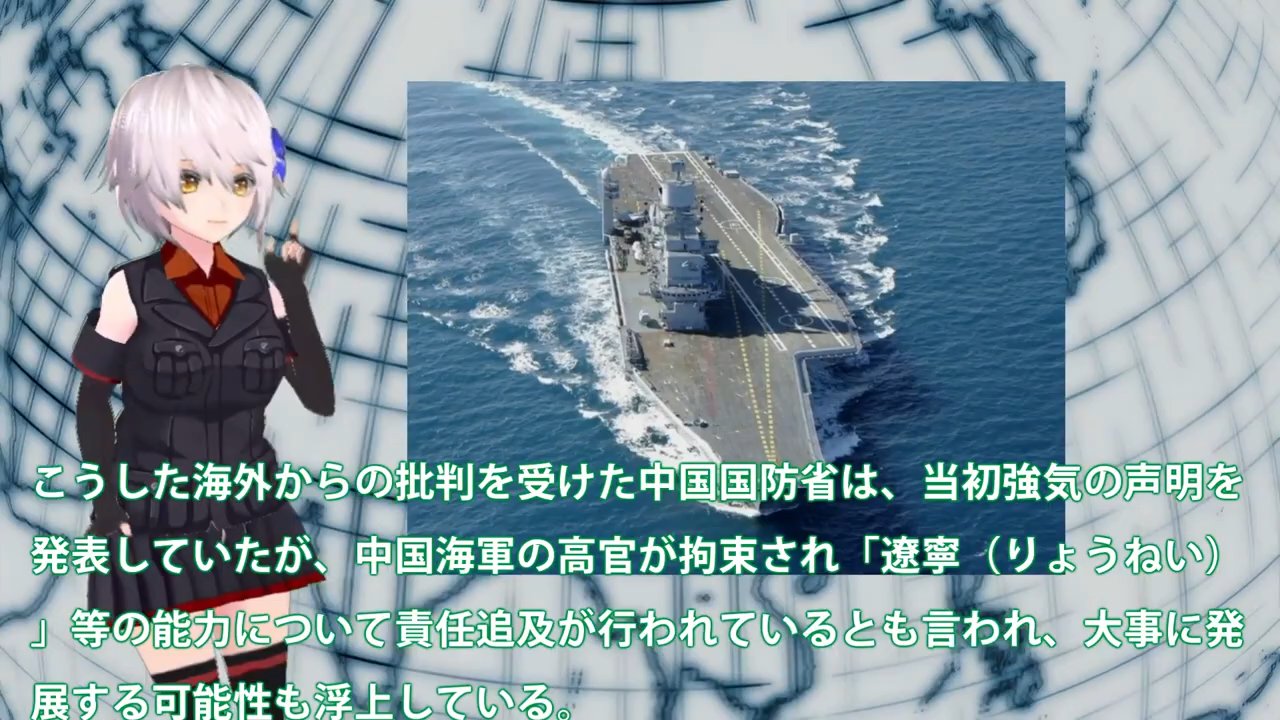 こうした海外からの批判を受けた中国国防省は、当初強気の声明を
発表していたが、中国海軍の高官が拘束され「遼寧（りょうねい）
」等の能力について責任追及が行われているとも言われ、大事に発
展する可能性も浮上している。